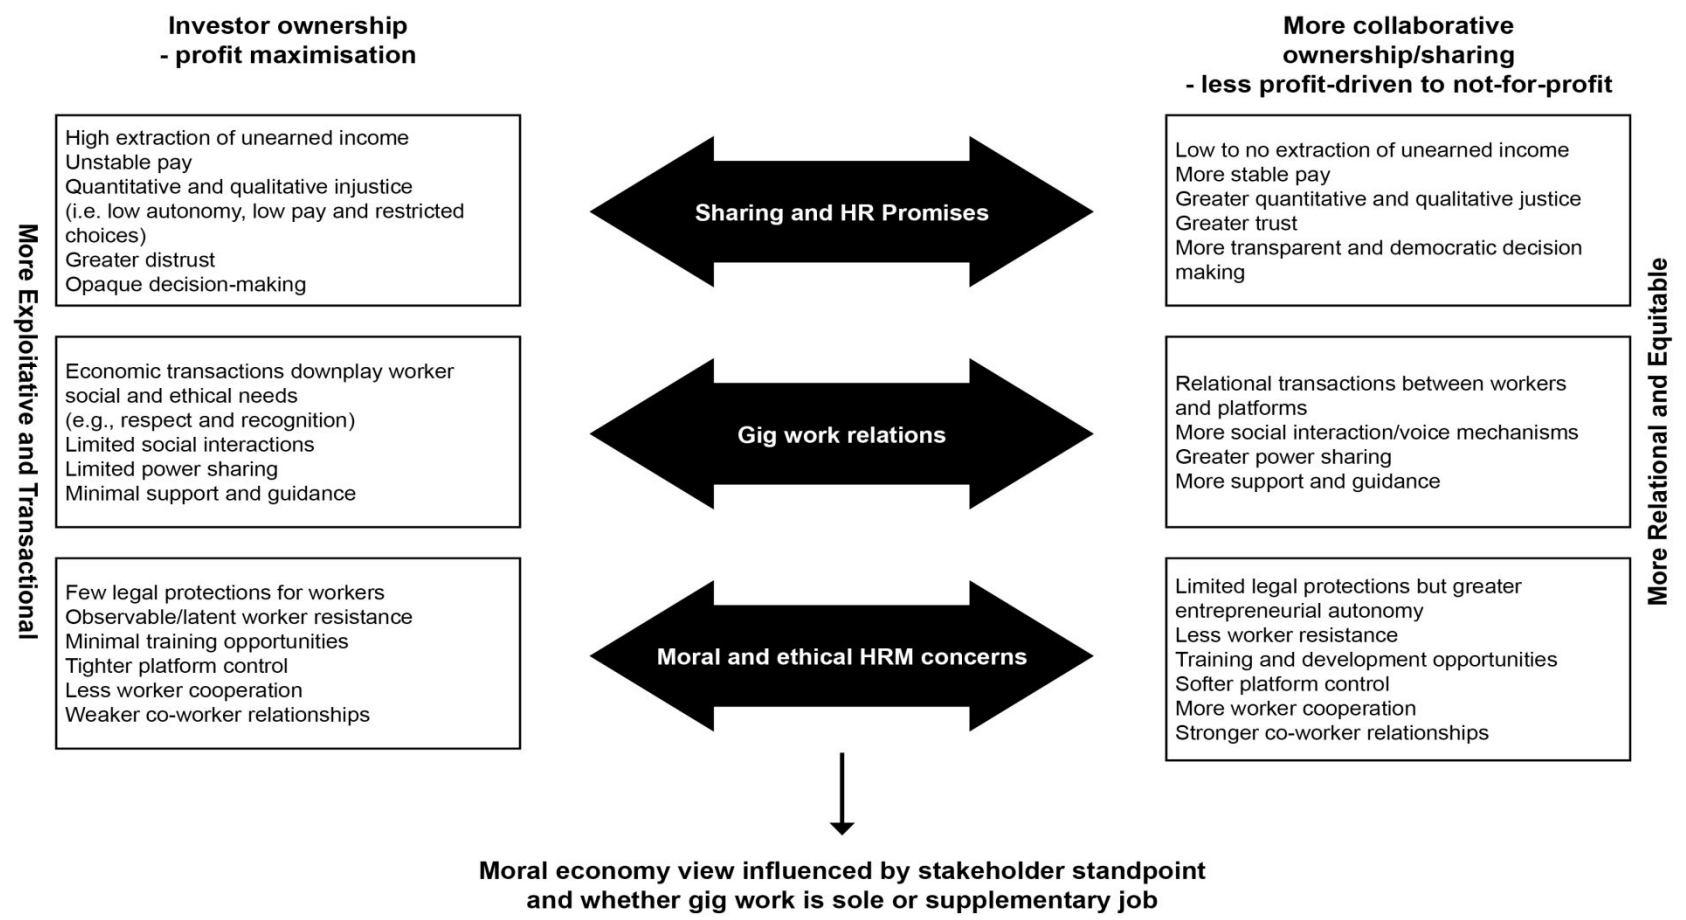 Investor ownership
- profit maximisation
More collaborative
ownership/sharing
- less profit-driven to not-for-profit
More Exploitative and Transactional
High extraction of unearned income
Unstable pay
Quantitative and qualitative injustice
(i.e. low autonomy, low pay and restricted
choices)
Greater distrust
Opaque decision-making
Sharing and HR Promises
Low to no extraction of unearned income
More stable pay
Greater quantitative and qualitative justice
Greater trust
More transparent and democratic decision
making
More Relational and Equitable
Economic transactions downplay worker
social and ethical needs
(e.g., respect and recognition)
Limited social interactions
Limited power sharing
Minimal support and guidance
Gig work relations
Relational transactions between workers
and platforms
More social interaction/voice mechanisms
Greater power sharing
More support and guidance
Few legal protections for workers
Observable/latent worker resistance
Minimal training opportunities
Tighter platform control
Less worker cooperation
Weaker co-worker relationships
Moral and ethical HRM concerns
Limited legal protections but greater
entrepreneurial autonomy
Less worker resistance
Training and development opportunities
Softer platform control
More worker cooperation
Stronger co-worker relationships
Moral economy view influenced by stakeholder standpoint
and whether gig work is sole or supplementary job